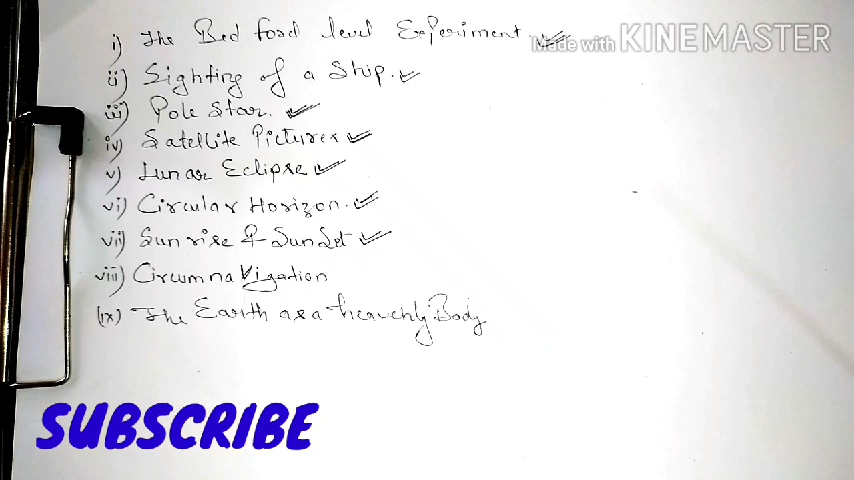 i) The Bed ford level Experiment.
Made with KINEMASTER
ii) Sighting of a Ship.
iii) Pole Star.
iv) Satellite Pictures
v) Lunar Eclipse
vi) Circular Horizon.
vii) Sun rise & Sun Set
viii) Circumnavigation
(ix) The Earth as a heavenly Body
SUBSCRIBE